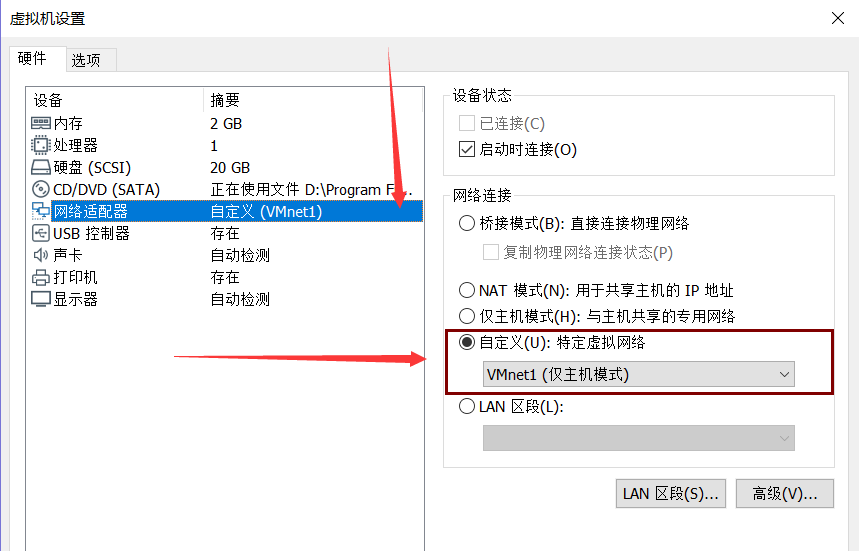 虚拟机设置
硬件 选项
设备 摘要
内存 2 GB
处理器 1
硬盘 (SCSI) 20 GB
CD/DVD (SATA) 正在使用文件 D:\Program F...
网络适配器 自定义 (VMnet1)
USB 控制器 存在
声卡 自动检测
打印机 存在
显示器 自动检测
设备状态
已连接(C)
启动时连接(O)
网络连接
桥接模式(B): 直接连接物理网络
复制物理网络连接状态(P)
NAT 模式(N): 用于共享主机的 IP 地址
仅主机模式(H): 与主机共享的专用网络
自定义(U): 特定虚拟网络
VMnet1 (仅主机模式)
LAN 区段(L):
LAN 区段(S)... 高级(V)...